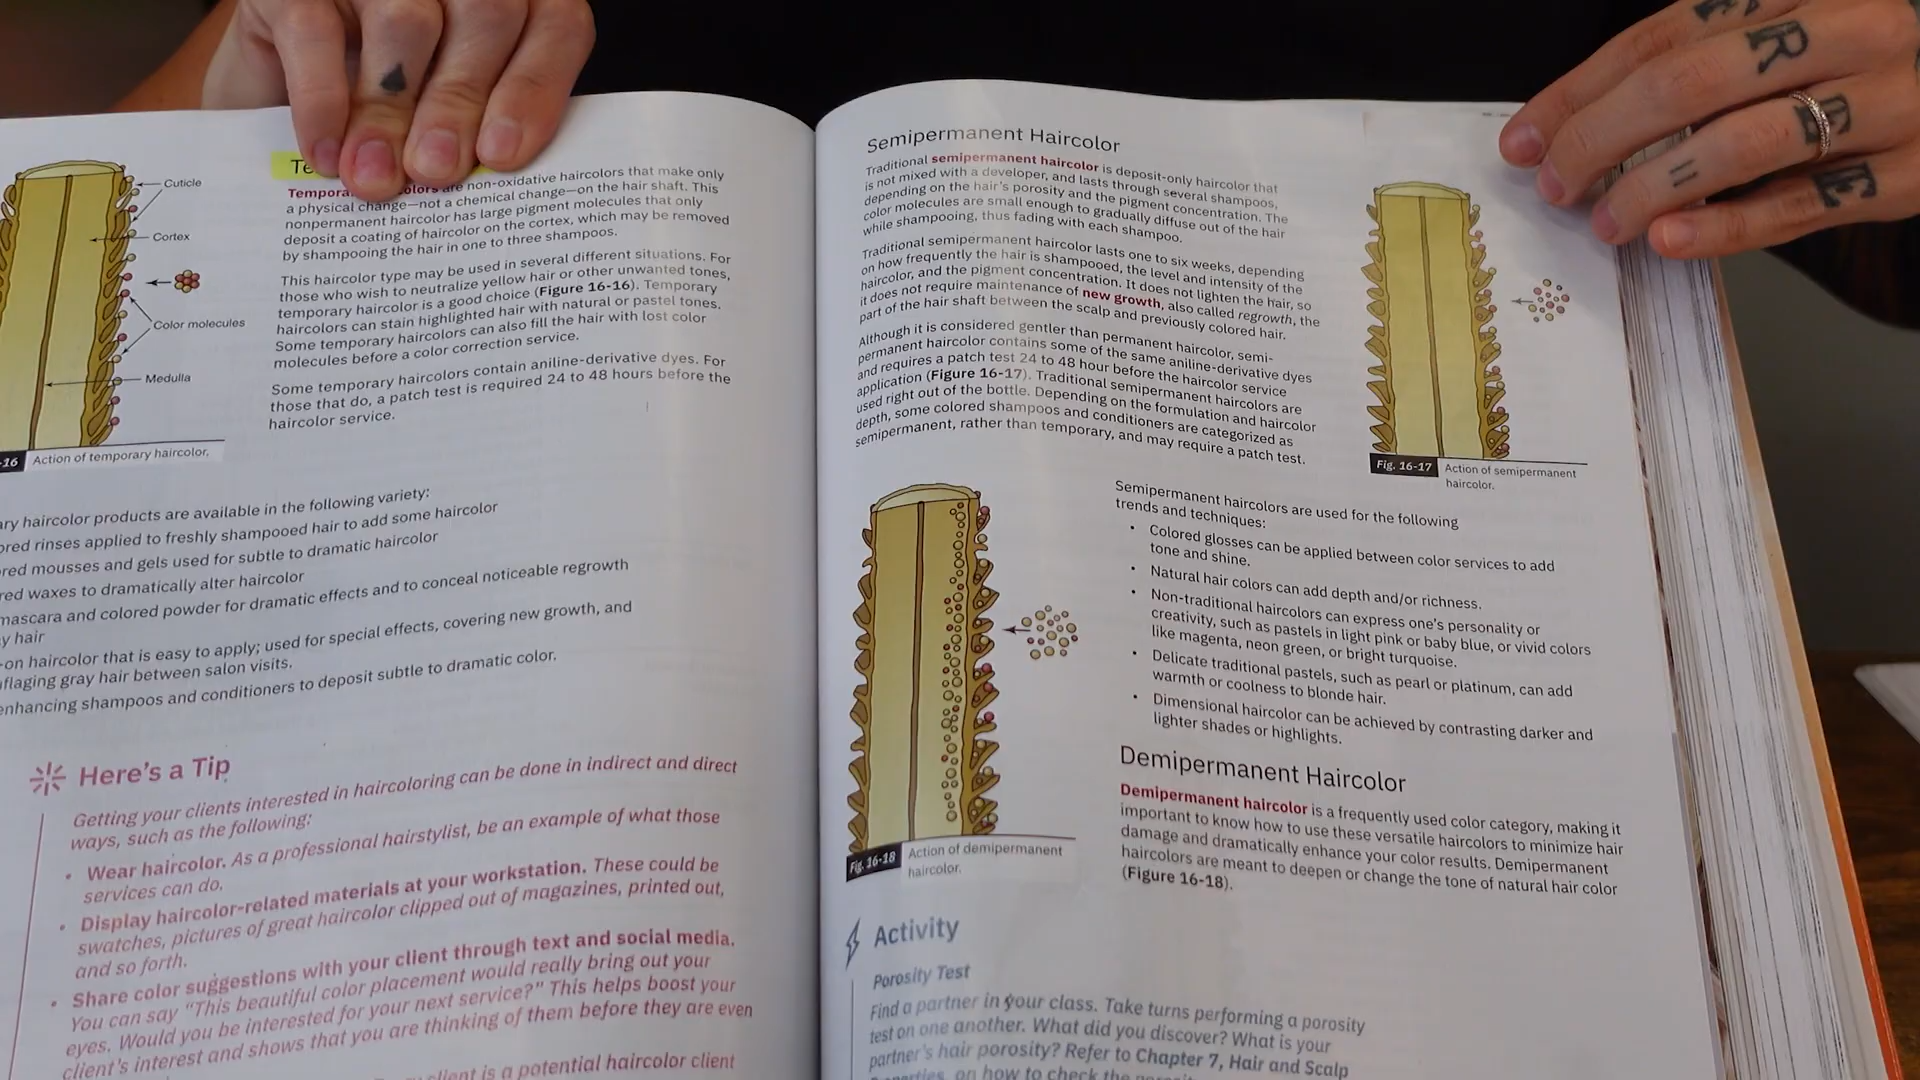 Te
Cuticle
Cortex
Color molecules
Medulla
-16 Action of temporary haircolor.
Tempora olors are non-oxidative haircolors that make only
a physical change—not a chemical change—on the hair shaft. This
nonpermanent haircolor has large pigment molecules that only
deposit a coating of haircolor on the cortex, which may be removed
by shampooing the hair in one to three shampoos.
This haircolor type may be used in several different situations. For
those who wish to neutralize yellow hair or other unwanted tones,
temporary haircolor is a good choice (Figure 16-16). Temporary
haircolors can stain highlighted hair with natural or pastel tones.
Some temporary haircolors can also fill the hair with lost color
molecules before a color correction service.
Some temporary haircolors contain aniline-derivative dyes. For
those that do, a patch test is required 24 to 48 hours before the
haircolor service.
ary haircolor products are available in the following variety:
ored rinses applied to freshly shampooed hair to add some haircolor
red mousses and gels used for subtle to dramatic haircolor
red waxes to dramatically alter haircolor
mascara and colored powder for dramatic effects and to conceal noticeable regrowth
y hair
-on haircolor that is easy to apply; used for special effects, covering new growth, and
flaging gray hair between salon visits.
enhancing shampoos and conditioners to deposit subtle to dramatic color.
Here's a Tip
Getting your clients interested in haircoloring can be done in indirect and direct
ways, such as the following:
• Wear haircolor. As a professional hairstylist, be an example of what those
services can do.
• Display haircolor-related materials at your workstation. These could be
swatches, pictures of great haircolor clipped out of magazines, printed out,
and so forth.
• Share color suggestions with your client through text and social media.
You can say "This beautiful color placement would really bring out your
eyes. Would you be interested for your next service?" This helps boost your
client's interest and shows that you are thinking of them before they are even
client is a potential haircolor client
Semipermanent Haircolor
Traditional semipermanent haircolor is deposit-only haircolor that
is not mixed with a developer, and lasts through several shampoos,
depending on the hair's porosity and the pigment concentration. The
color molecules are small enough to gradually diffuse out of the hair
while shampooing, thus fading with each shampoo.
Traditional semipermanent haircolor lasts one to six weeks, depending
on how frequently the hair is shampooed, the level and intensity of the
haircolor, and the pigment concentration. It does not lighten the hair, so
it does not require maintenance of new growth, also called regrowth, the
part of the hair shaft between the scalp and previously colored hair.
Although it is considered gentler than permanent haircolor, semi-
permanent haircolor contains some of the same aniline-derivative dyes
and requires a patch test 24 to 48 hour before the haircolor service
application (Figure 16-17). Traditional semipermanent haircolors are
used right out of the bottle. Depending on the formulation and haircolor
depth, some colored shampoos and conditioners are categorized as
semipermanent, rather than temporary, and may require a patch test.
Fig. 16-17 Action of semipermanent
haircolor.
Semipermanent haircolors are used for the following
trends and techniques:
• Colored glosses can be applied between color services to add
tone and shine.
• Natural hair colors can add depth and/or richness.
• Non-traditional haircolors can express one's personality or
creativity, such as pastels in light pink or baby blue, or vivid colors
like magenta, neon green, or bright turquoise.
• Delicate traditional pastels, such as pearl or platinum, can add
warmth or coolness to blonde hair.
• Dimensional haircolor can be achieved by contrasting darker and
lighter shades or highlights.
Fig. 16-18 Action of demipermanent
haircolor.
Demipermanent Haircolor
Demipermanent haircolor is a frequently used color category, making it
important to know how to use these versatile haircolors to minimize hair
damage and dramatically enhance your color results. Demipermanent
haircolors are meant to deepen or change the tone of natural hair color
(Figure 16-18).
Activity
Porosity Test
Find a partner in your class. Take turns performing a porosity
test on one another. What did you discover? What is your
partner's hair porosity? Refer to Chapter 7, Hair and Scalp
on how to check the
R
E
E